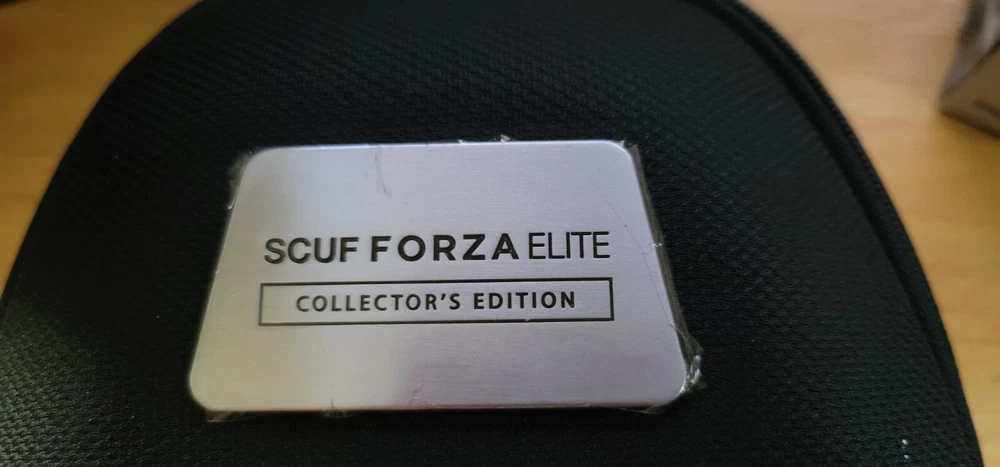 SCUF FORZA ELITE
COLLECTOR'S EDITION